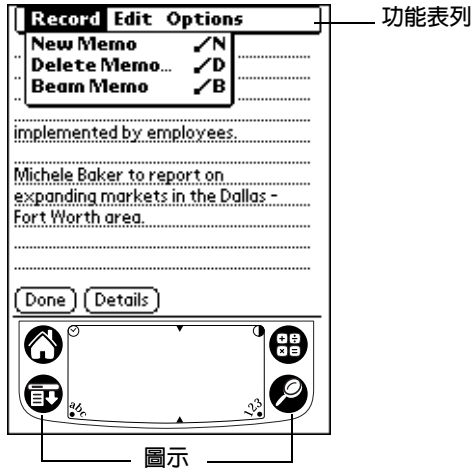 Record Edit Options
功能表列
New Memo ✓N
Delete Memo... ✓D
Beam Memo ✓B
implemented by employees.
Michele Baker to report on
expanding markets in the Dallas -
Fort Worth area.
Done Details
abc 123
圖示